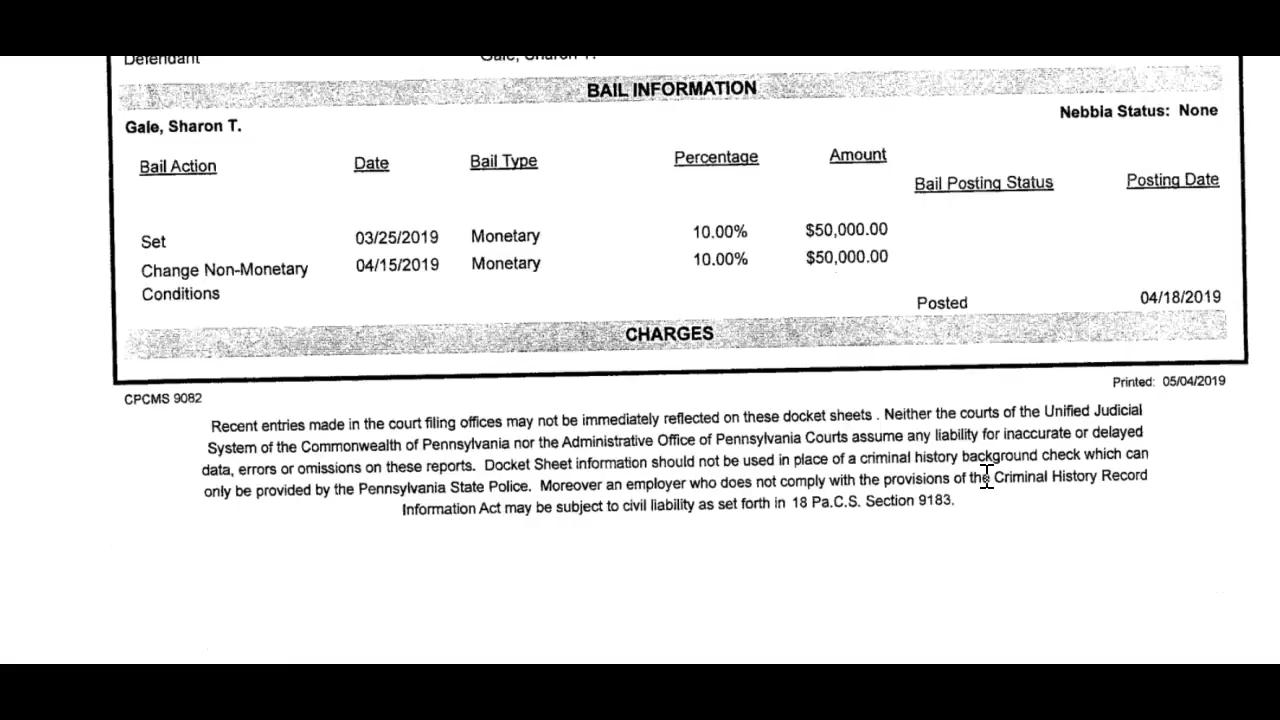 Defendant Gale, Sharon T.
BAIL INFORMATION
Gale, Sharon T. Nebbia Status: None
Bail Action Date Bail Type Percentage Amount
Bail Posting Status Posting Date
Set 03/25/2019 Monetary 10.00% $50,000.00
Change Non-Monetary 04/15/2019 Monetary 10.00% $50,000.00
Conditions
Posted 04/18/2019
CHARGES
CPCMS 9082 Printed: 05/04/2019
Recent entries made in the court filing offices may not be immediately reflected on these docket sheets . Neither the courts of the Unified Judicial
System of the Commonwealth of Pennsylvania nor the Administrative Office of Pennsylvania Courts assume any liability for inaccurate or delayed
data, errors or omissions on these reports. Docket Sheet information should not be used in place of a criminal history background check which can
only be provided by the Pennsylvania State Police. Moreover an employer who does not comply with the provisions of the Criminal History Record
Information Act may be subject to civil liability as set forth in 18 Pa.C.S. Section 9183.